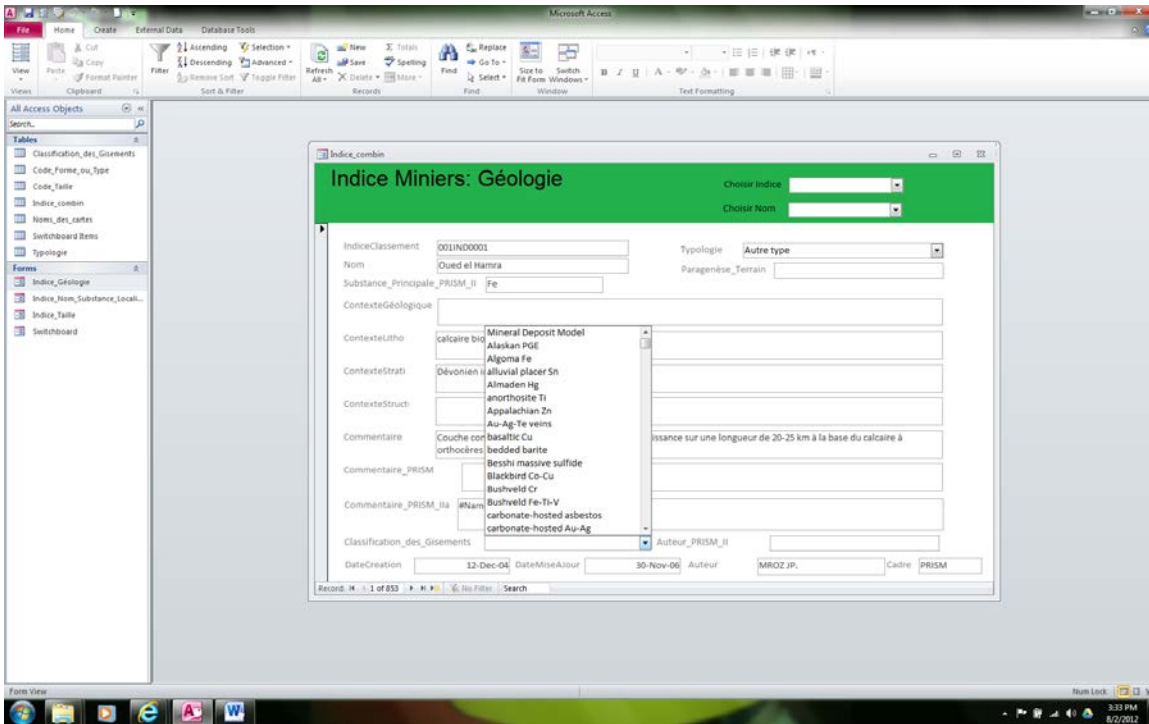 Microsoft Access
File Home Create External Data Database Tools
View
Views
Paste
Cut
Copy
Format Painter
Clipboard
Filter
Ascending
Descending
Remove Sort
Selection
Advanced
Toggle Filter
Sort & Filter
Refresh All
New
Save
Delete
Totals
Spelling
More
Records
Find
Replace
Go To
Select
Find
Size to Fit Form
Switch Windows
Window
B I U A
Text Formatting
All Access Objects
Search..
Tables
Classification_des_Gisements
Code_Forme_ou_Type
Code_Taille
Indice_combin
Noms_des_cartes
Switchboard Items
Typologie
Forms
Indice_Géologie
Indice_Nom_Substance_Locali...
Indice_Taille
Switchboard
Indice_combin
Indice Miniers: Géologie
Choisir Indice
Choisir Nom
IndiceClassement 001IND0001
Typologie Autre type
Nom Oued el Hamra
Paragenèse_Terrain
Substance_Principale_PRISM_II Fe
ContexteGéologique
ContexteLitho calcaire bio
ContexteStrati Dévonien i
ContexteStructu
Commentaire Couche con
issance sur une longueur de 20-25 km à la base du calcaire à
orthocères
Commentaire_PRISM
Commentaire_PRISM_IIa #Nam
Mineral Deposit Model
Alaskan PGE
Algoma Fe
alluvial placer Sn
Almaden Hg
anorthosite Ti
Appalachian Zn
Au-Ag-Te veins
basaltic Cu
bedded barite
Besshi massive sulfide
Blackbird Co-Cu
Bushveld Cr
Bushveld Fe-Ti-V
carbonate-hosted asbestos
carbonate-hosted Au-Ag
Classification_des_Gisements
Auteur_PRISM_II
DateCreation 12-Dec-04 DateMiseAJour 30-Nov-06 Auteur MROZ JP. Cadre PRISM
Record: 1 of 853 No Filter Search
Form View
Num Lock
3:33 PM
8/2/2012